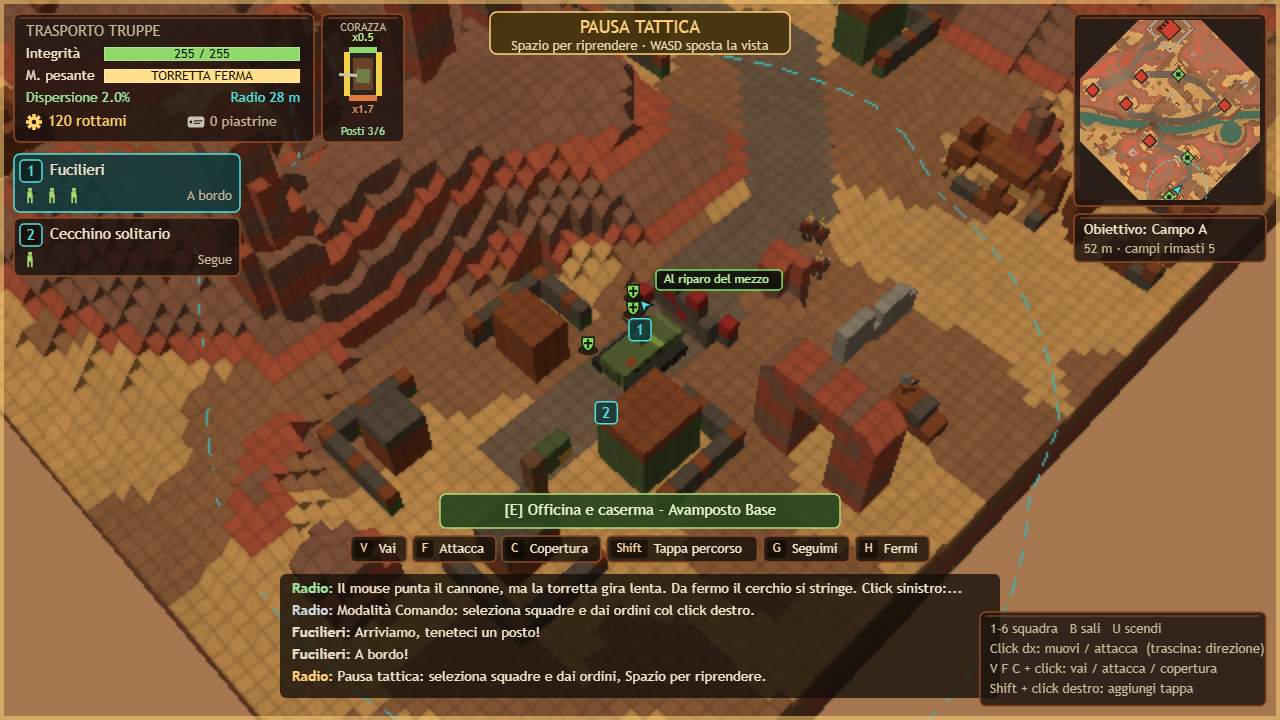 TRASPORTO TRUPPE
Integrità 255 / 255
M. pesante TORRETTA FERMA
Dispersione 2.0% Radio 28 m
120 rottami 0 piastrine
CORAZZA
x0.5
x1.7
Posti 3/6
PAUSA TATTICA
Spazio per riprendere · WASD sposta la vista
1 Fucilieri
A bordo
2 Cecchino solitario
Segue
Obiettivo: Campo A
52 m · campi rimasti 5
Al riparo del mezzo
1
2
[E] Officina e caserma - Avamposto Base
V Vai F Attacca C Copertura Shift Tappa percorso G Seguimi H Fermi
Radio: Il mouse punta il cannone, ma la torretta gira lenta. Da fermo il cerchio si stringe. Click sinistro:...
Radio: Modalità Comando: seleziona squadre e dai ordini col click destro.
Fucilieri: Arriviamo, teneteci un posto!
Fucilieri: A bordo!
Radio: Pausa tattica: seleziona squadre e dai ordini, Spazio per riprendere.
1-6 squadra B sali U scendi
Click dx: muovi / attacca (trascina: direzione)
V F C + click: vai / attacca / copertura
Shift + click destro: aggiungi tappa